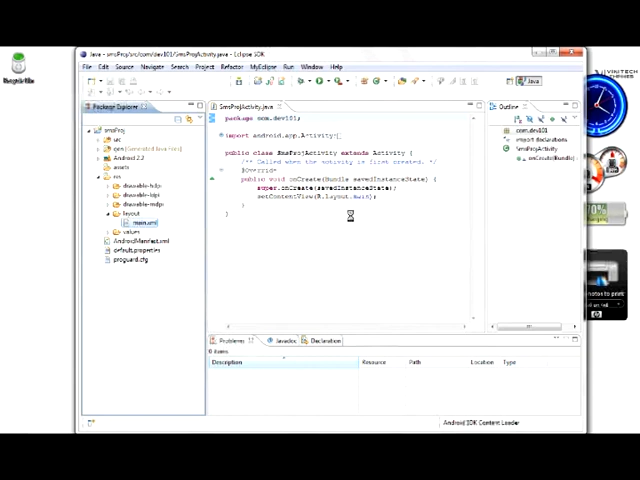 Java - smsProj/src/com/dev101/SmsProjActivity.java - Eclipse SDK
File Edit Source Navigate Search Project Refactor MyEclipse Run Window Help
Java
Package Explorer
smsProj
src
gen [Generated Java Files]
Android 2.2
assets
res
drawable-hdpi
drawable-ldpi
drawable-mdpi
layout
main.xml
values
AndroidManifest.xml
default.properties
proguard.cfg
SmsProjActivity.java
package com.dev101;
import android.app.Activity;
public class SmsProjActivity extends Activity {
/** Called when the activity is first created. */
@Override
public void onCreate(Bundle savedInstanceState) {
super.onCreate(savedInstanceState);
setContentView(R.layout.main);
}
}
Outline
com.dev101
import declarations
SmsProjActivity
onCreate(Bundle)
Problems Javadoc Declaration
0 items
Description Resource Path Location Type
Android SDK Content Loader
Recycle Bin
VINITECH
70%
hp